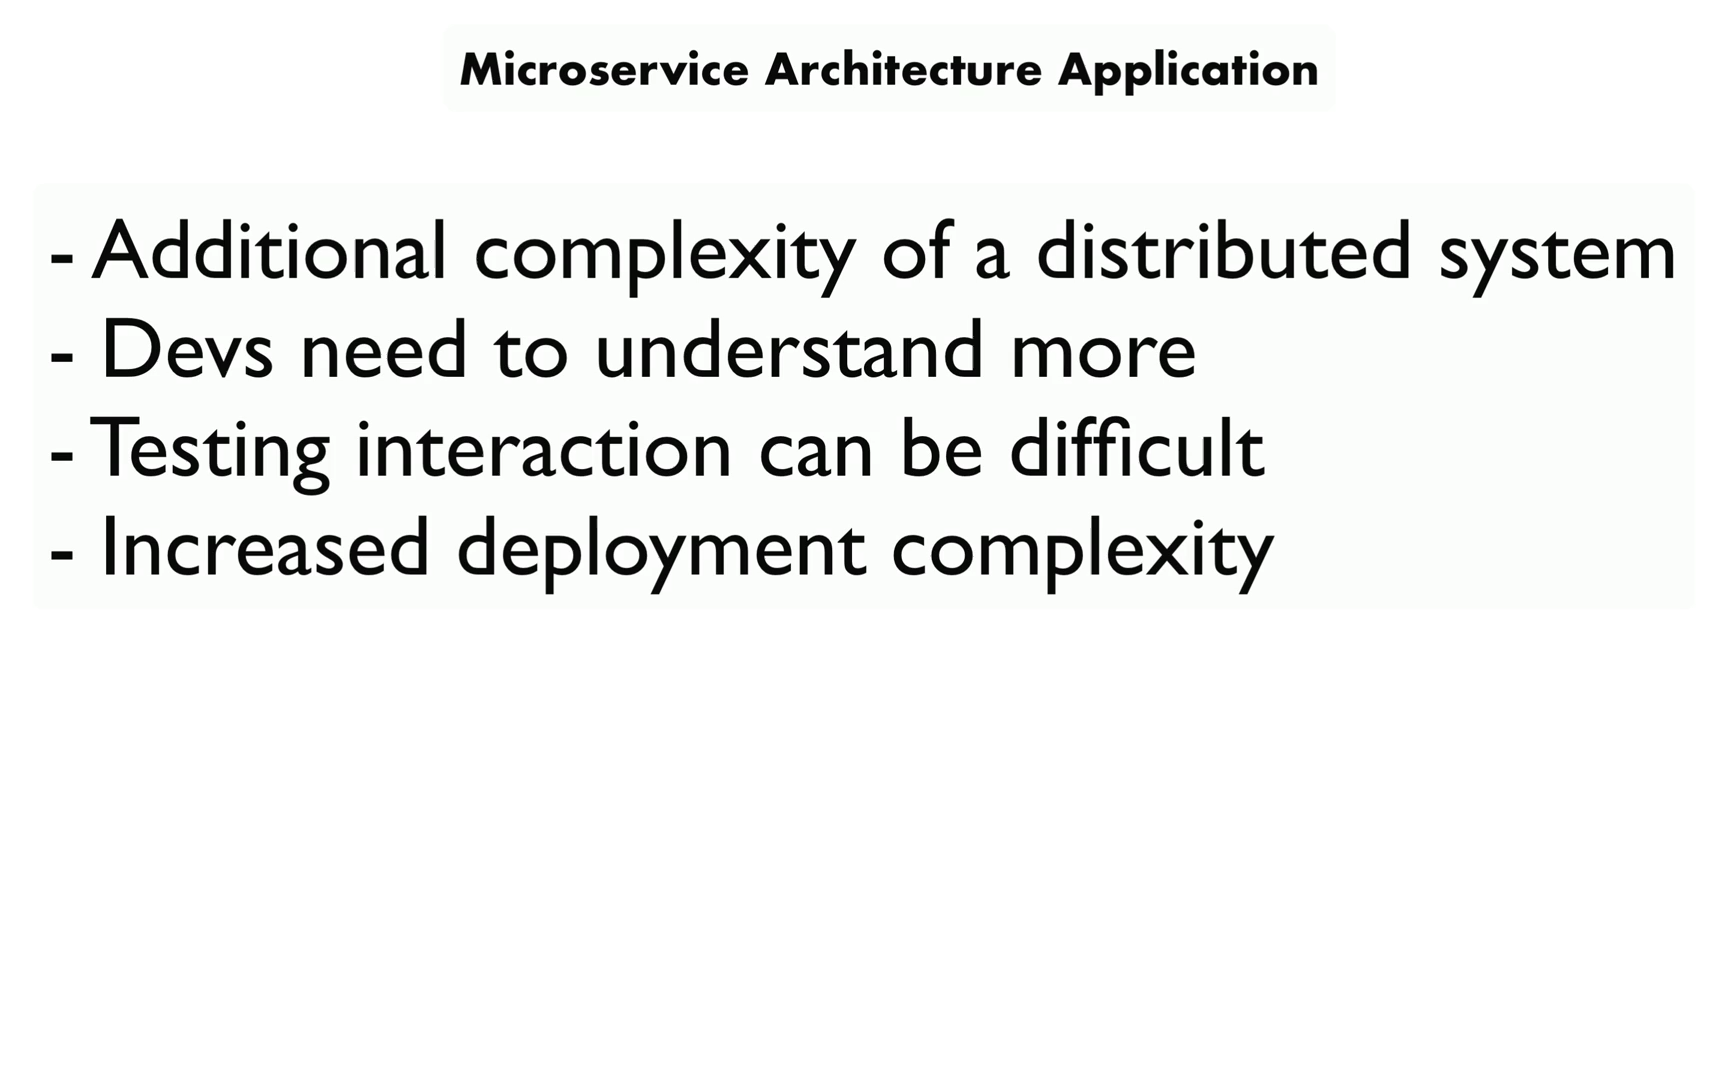 Microservice Architecture Application
- Additional complexity of a distributed system
- Devs need to understand more
- Testing interaction can be difficult
- Increased deployment complexity